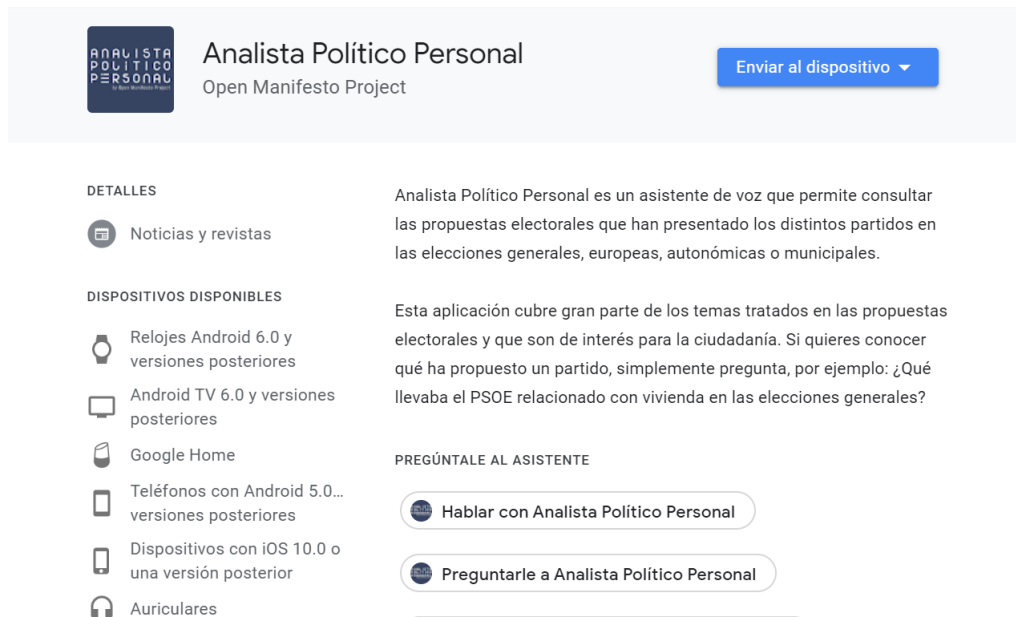 ANALISTA
POLITICO
PERSONAL
by Open Manifesto Project
Analista Político Personal
Open Manifesto Project
Enviar al dispositivo
DETALLES
Noticias y revistas
DISPOSITIVOS DISPONIBLES
Relojes Android 6.0 y
versiones posteriores
Android TV 6.0 y versiones
posteriores
Google Home
Teléfonos con Android 5.0...
versiones posteriores
Dispositivos con iOS 10.0 o
una versión posterior
Auriculares
Analista Político Personal es un asistente de voz que permite consultar
las propuestas electorales que han presentado los distintos partidos en
las elecciones generales, europeas, autonómicas o municipales.
Esta aplicación cubre gran parte de los temas tratados en las propuestas
electorales y que son de interés para la ciudadanía. Si quieres conocer
qué ha propuesto un partido, simplemente pregunta, por ejemplo: ¿Qué
llevaba el PSOE relacionado con vivienda en las elecciones generales?
PREGÚNTALE AL ASISTENTE
Hablar con Analista Político Personal
Preguntarle a Analista Político Personal